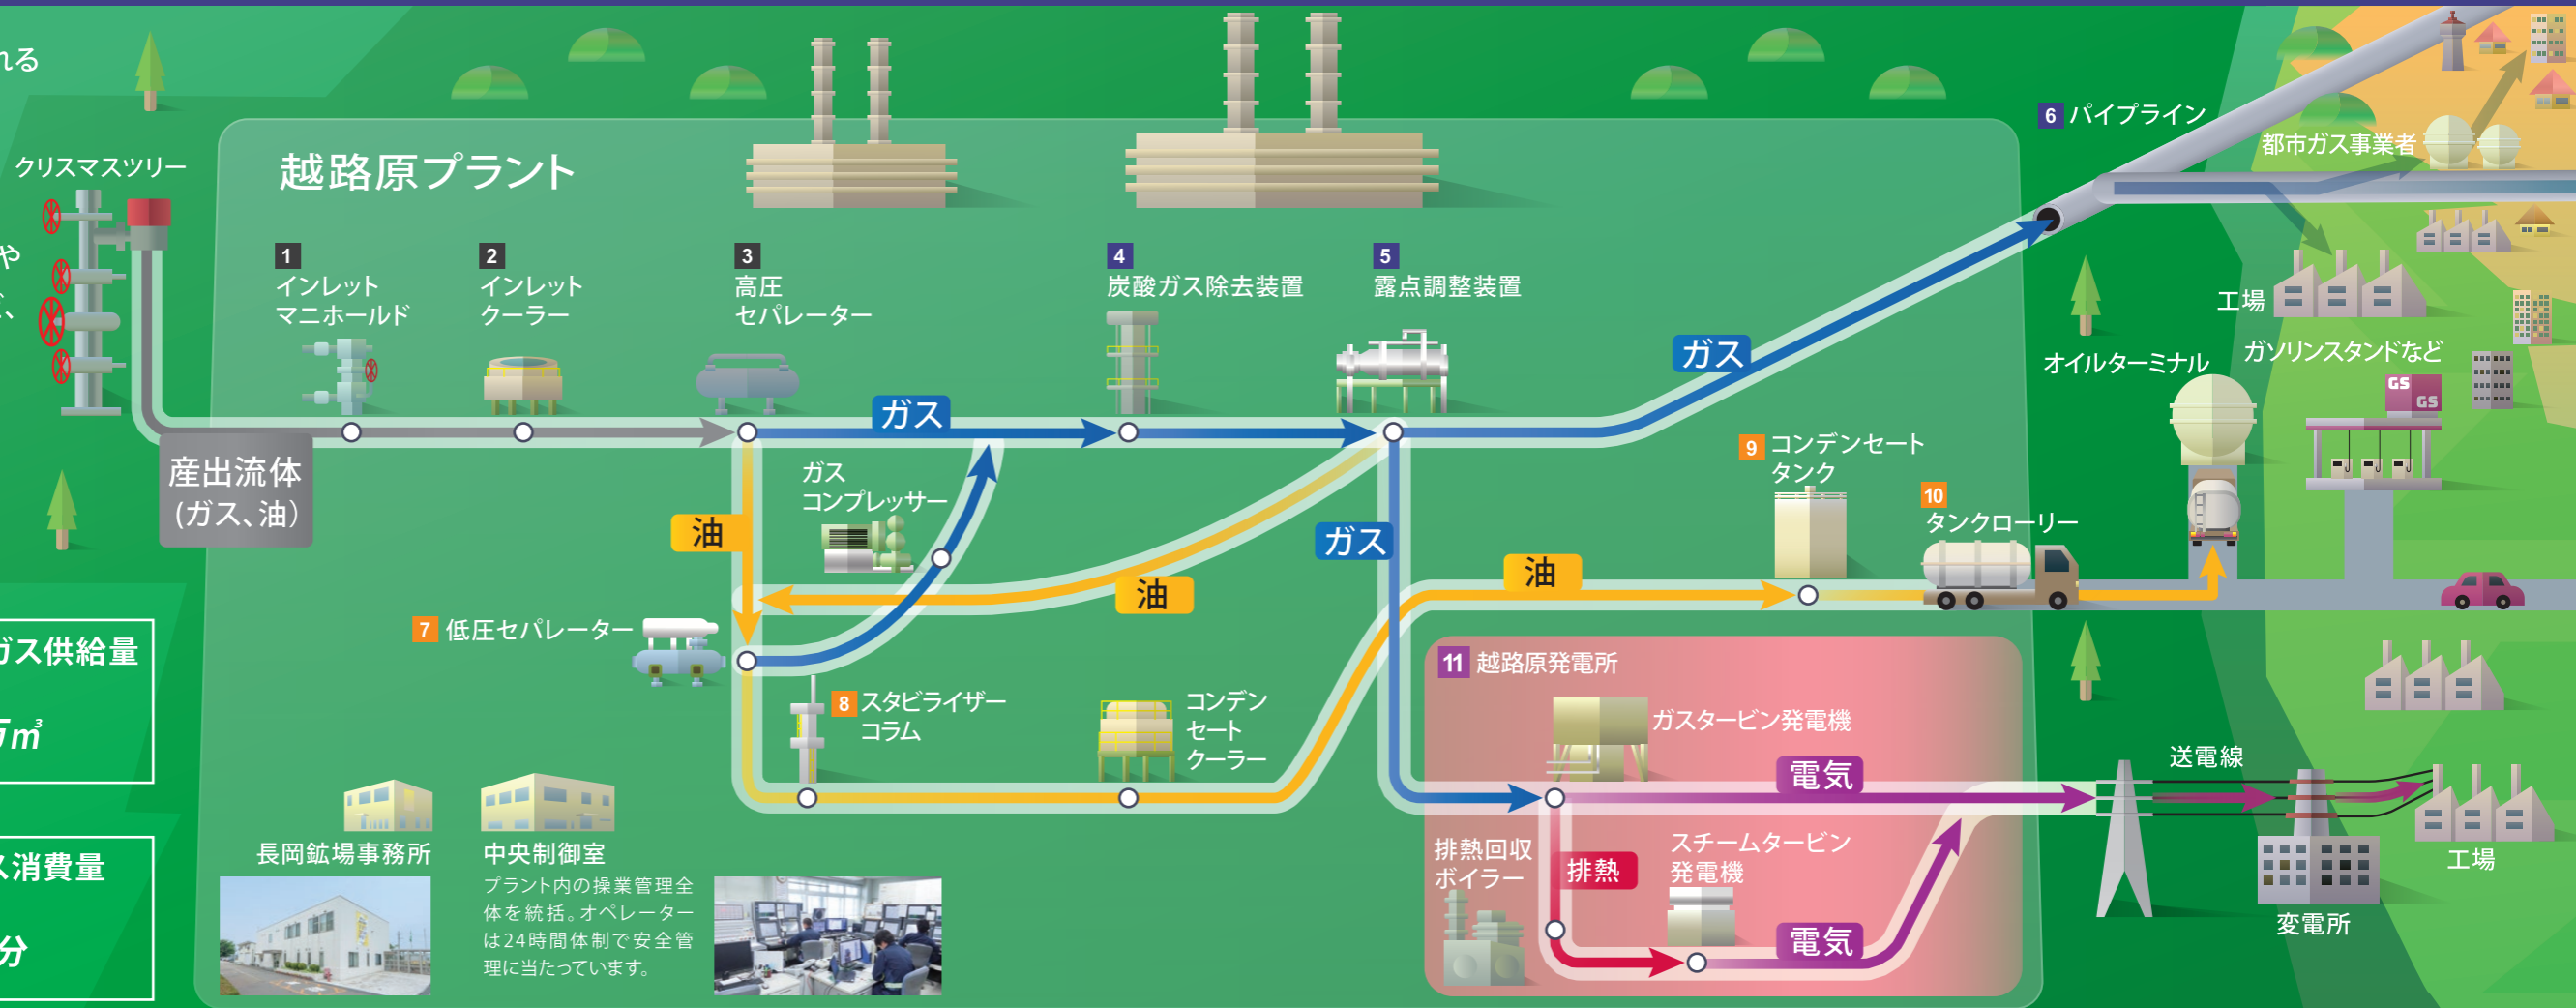 れる
クリスマスツリー
や
ど、
産出流体
(ガス、油)
越路原プラント
1
インレット
マニホールド
2
インレット
クーラー
3
高圧
セパレーター
4
炭酸ガス除去装置
5
露点調整装置
ガス
ガス
6 パイプライン
都市ガス事業者
工場
オイルターミナル
ガソリンスタンドなど
GS
GS
ガス
コンプレッサー
油
油
ガス
油
9 コンデンセート
タンク
10
タンクローリー
7 低圧セパレーター
8 スタビライザー
コラム
コンデン
セート
クーラー
ガス供給量
万㎥
ス消費量
分
長岡鉱場事務所
中央制御室
プラント内の操業管理全
体を統括。オペレーター
は24時間体制で安全管
理に当たっています。
11 越路原発電所
ガスタービン発電機
電気
排熱回収
ボイラー
排熱
スチームタービン
発電機
電気
送電線
変電所
工場